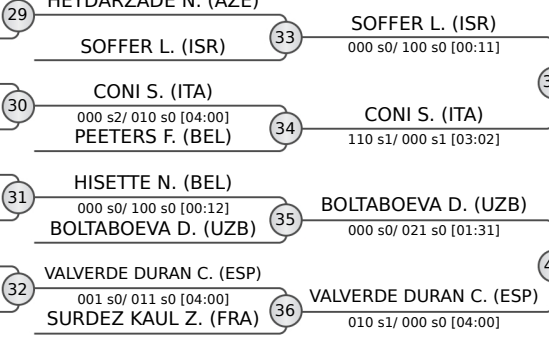 HEYDARZADE N. (AZE)
29
SOFFER L. (ISR)
33
SOFFER L. (ISR)
000 s0/ 100 s0 [00:11]
CONI S. (ITA)
30
000 s2/ 010 s0 [04:00]
PEETERS F. (BEL)
34
CONI S. (ITA)
110 s1/ 000 s1 [03:02]
HISETTE N. (BEL)
31
000 s0/ 100 s0 [00:12]
BOLTABOEVA D. (UZB)
35
BOLTABOEVA D. (UZB)
000 s0/ 021 s0 [01:31]
VALVERDE DURAN C. (ESP)
32
001 s0/ 011 s0 [04:00]
SURDEZ KAUL Z. (FRA)
36
VALVERDE DURAN C. (ESP)
010 s1/ 000 s0 [04:00]